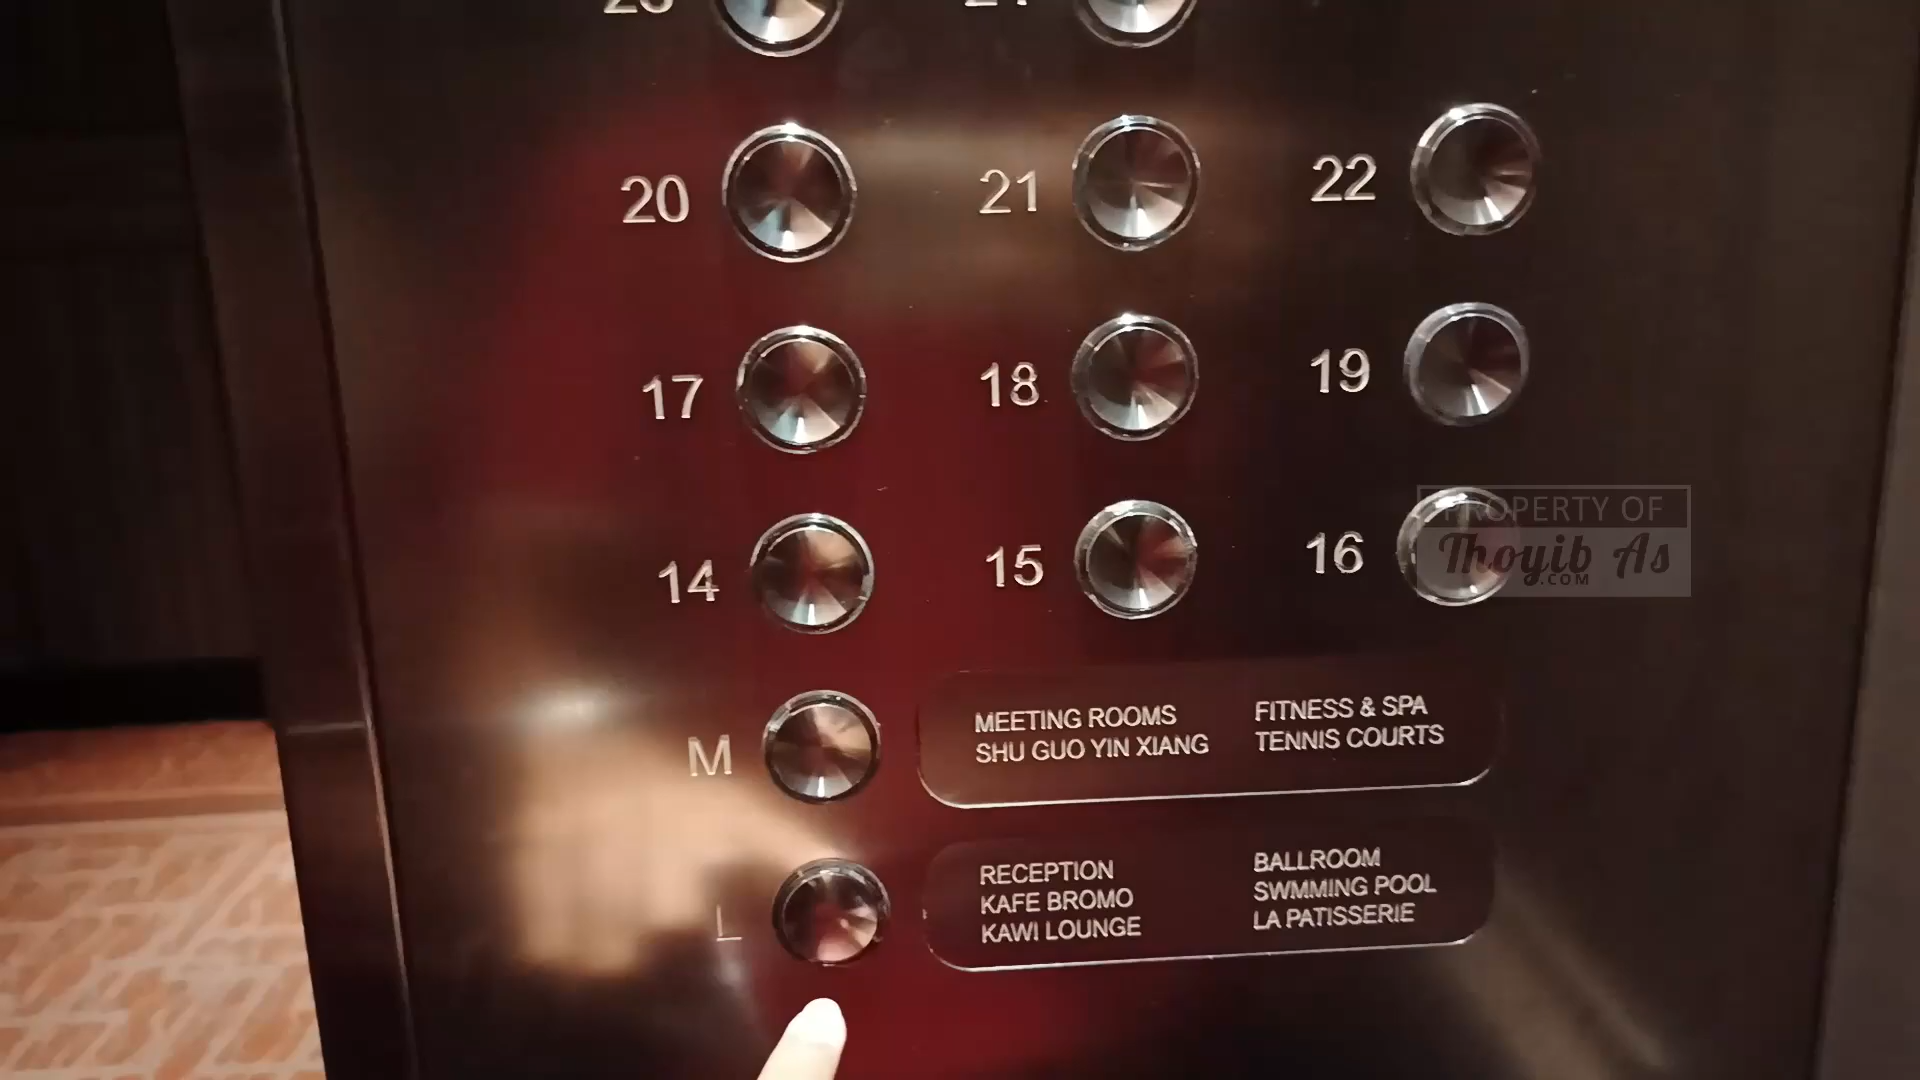 20
21
22
17
18
19
14
15
16
PROPERTY OF
Thoyib As
.COM
M
MEETING ROOMS
SHU GUO YIN XIANG
FITNESS & SPA
TENNIS COURTS
L
RECEPTION
KAFE BROMO
KAWI LOUNGE
BALLROOM
SWMMING POOL
LA PATISSERIE